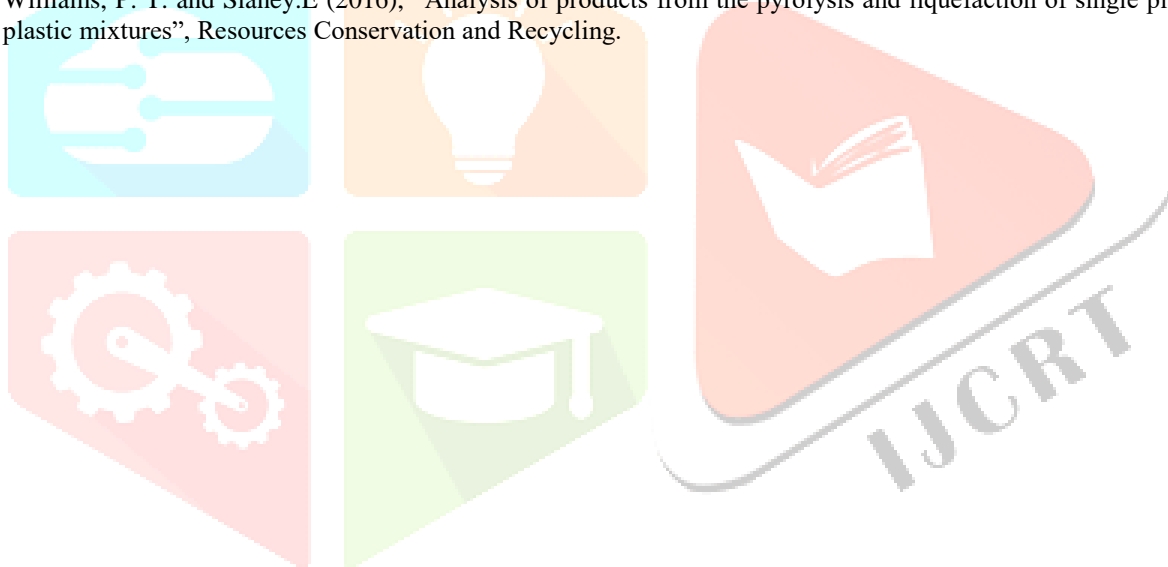 Williams, P. T. and Slaney.E (2016), “Analysis of products from the pyrolysis and liquefaction of single
plastic mixtures”, Resources Conservation and Recycling.
IJCRT